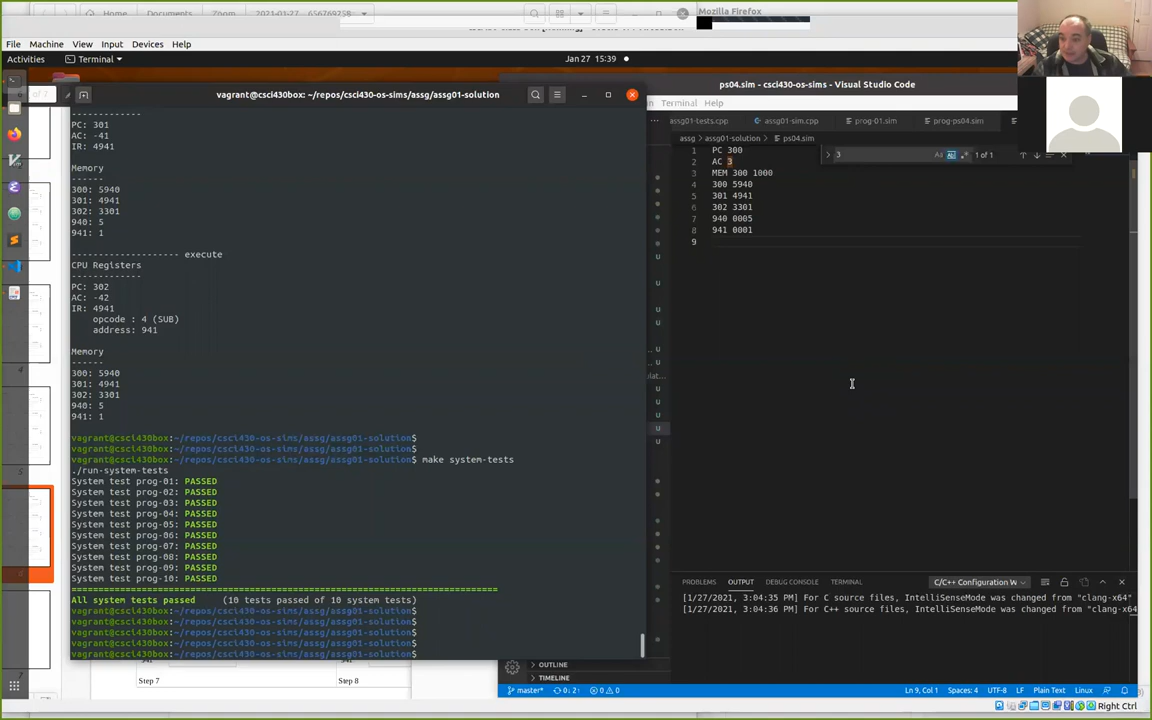 Home
Documents
Zoom
2021-01-27
Mozilla Firefox
File Machine View Input Devices Help
Activities
Terminal
Jan 27 15:39
vagrant@csci430box: ~/repos/csci430-os-sims/assg/assg01-solution
-------------
PC: 301
AC: -41
IR: 4941
Memory
------
300: 5940
301: 4941
302: 3301
940: 5
941: 1
-------------------- execute
CPU Registers
-------------
PC: 302
AC: -42
IR: 4941
opcode : 4 (SUB)
address: 941
Memory
------
300: 5940
301: 4941
302: 3301
940: 5
941: 1
vagrant@csci430box:~/repos/csci430-os-sims/assg/assg01-solution$
vagrant@csci430box:~/repos/csci430-os-sims/assg/assg01-solution$
vagrant@csci430box:~/repos/csci430-os-sims/assg/assg01-solution$ make system-tests
./run-system-tests
System test prog-01: PASSED
System test prog-02: PASSED
System test prog-03: PASSED
System test prog-04: PASSED
System test prog-05: PASSED
System test prog-06: PASSED
System test prog-07: PASSED
System test prog-08: PASSED
System test prog-09: PASSED
System test prog-10: PASSED
All system tests passed (10 tests passed of 10 system tests)
vagrant@csci430box:~/repos/csci430-os-sims/assg/assg01-solution$
vagrant@csci430box:~/repos/csci430-os-sims/assg/assg01-solution$
vagrant@csci430box:~/repos/csci430-os-sims/assg/assg01-solution$
vagrant@csci430box:~/repos/csci430-os-sims/assg/assg01-solution$
vagrant@csci430box:~/repos/csci430-os-sims/assg/assg01-solution$
Step 7
Step 8
ps04.sim - csci430-os-sims - Visual Studio Code
Terminal Help
assg01-tests.cpp
assg01-sim.cpp
prog-01.sim
prog-ps04.sim
assg > assg01-solution > ps04.sim
3
1 of 1
1 PC 300
2 AC 3
3 MEM 300 1000
4 300 5940
5 301 4941
6 302 3301
7 940 0005
8 941 0001
9
PROBLEMS OUTPUT DEBUG CONSOLE TERMINAL
C/C++ Configuration W
[1/27/2021, 3:04:35 PM] For C source files, IntelliSenseMode was changed from "clang-x64"
[1/27/2021, 3:04:36 PM] For C++ source files, IntelliSenseMode was changed from "clang-x64
OUTLINE
TIMELINE
master*
0↓ 2↑
0
0
Ln 9, Col 1
Spaces: 4
UTF-8
LF
Plain Text
Linux
Right Ctrl